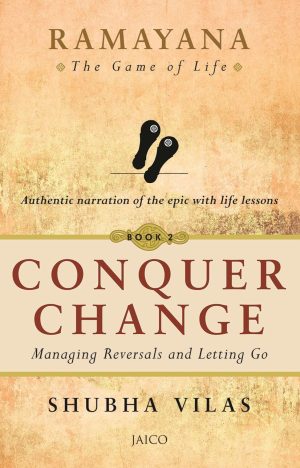 RAMAYANA
The Game of Life
Authentic narration of the epic with life lessons
BOOK 2
CONQUER
CHANGE
Managing Reversals and Letting Go
SHUBHA VILAS
JAICO